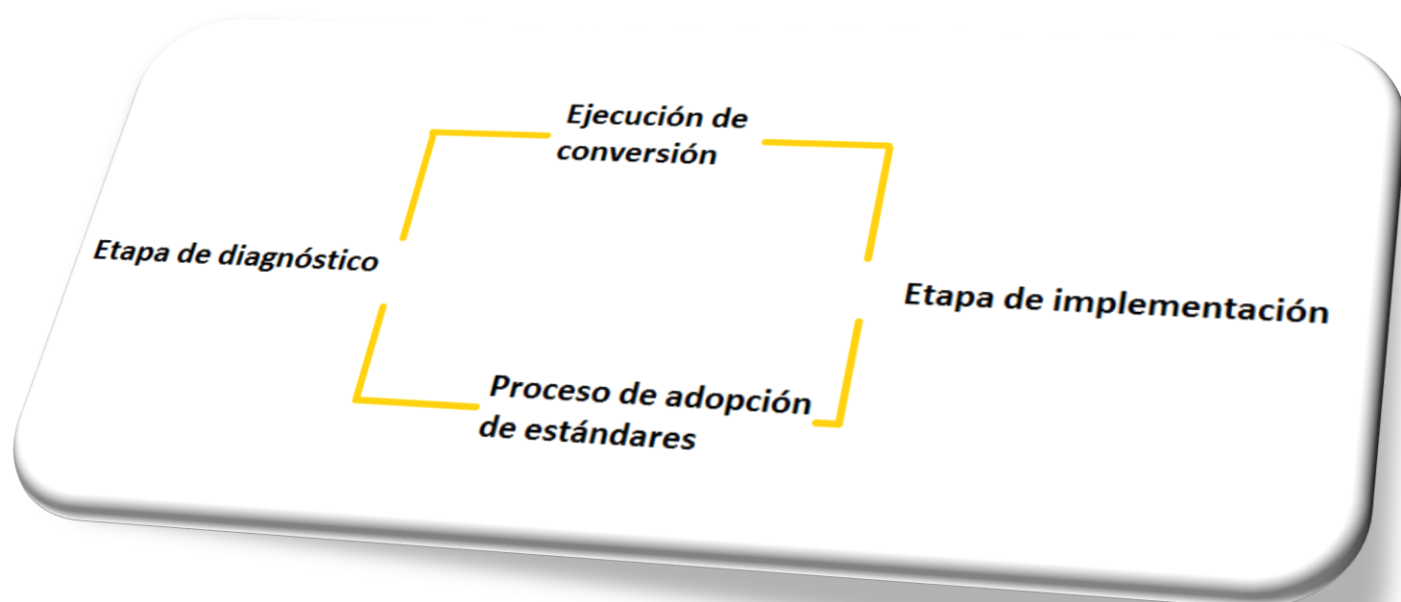 Ejecución de
conversión
Etapa de diagnóstico
Etapa de implementación
Proceso de adopción
de estándares